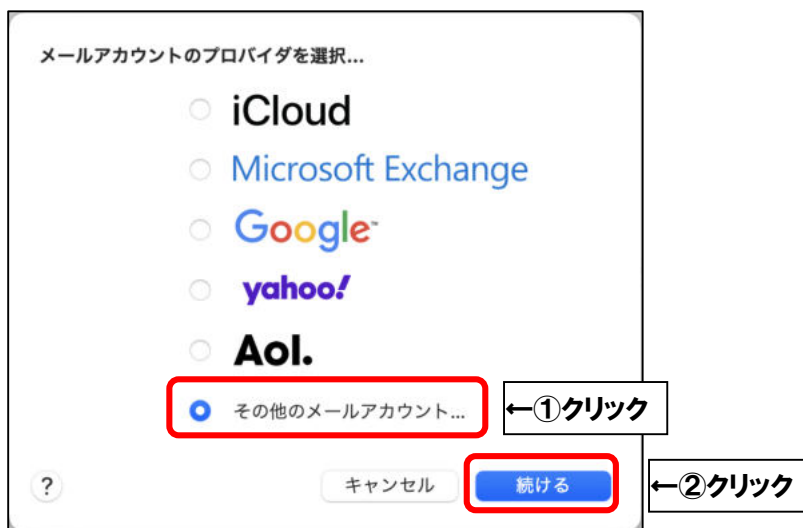 メールアカウントのプロバイダを選択...
iCloud
Microsoft Exchange
Google™
yahoo!
Aol.
その他のメールアカウント...
←①クリック
?
キャンセル
続ける
←②クリック